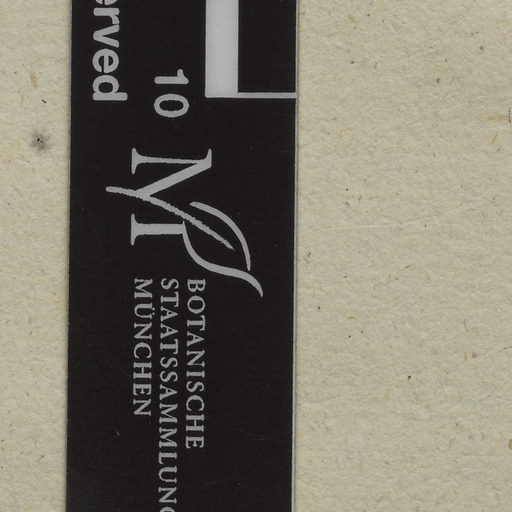 erved
10
M
BOTANISCHE
STAATSSAMMLUNG
MÜNCHEN